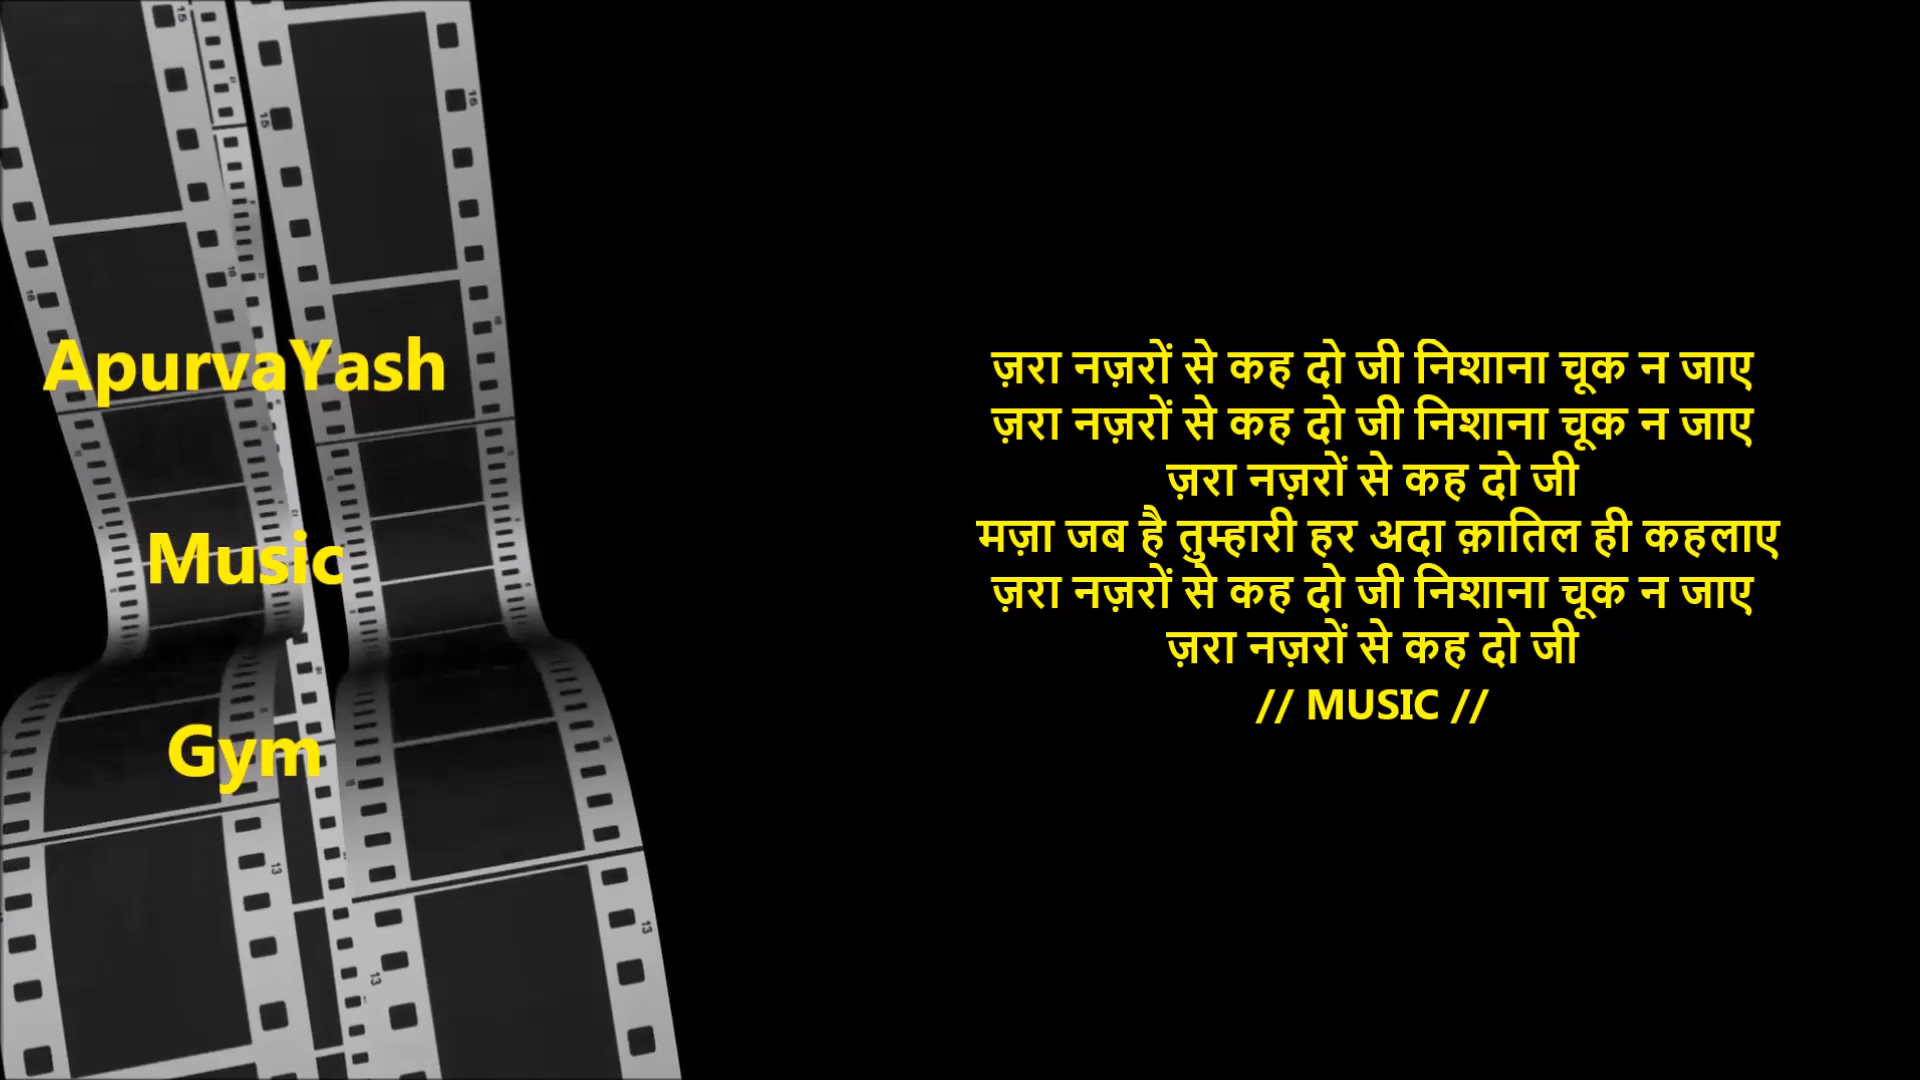 ApurvaYash
Music
Gym
ज़रा नज़रों से कह दो जी निशाना चूक न जाए
ज़रा नज़रों से कह दो जी निशाना चूक न जाए
ज़रा नज़रों से कह दो जी
मज़ा जब है तुम्हारी हर अदा क़ातिल ही कहलाए
ज़रा नज़रों से कह दो जी निशाना चूक न जाए
ज़रा नज़रों से कह दो जी
// MUSIC //